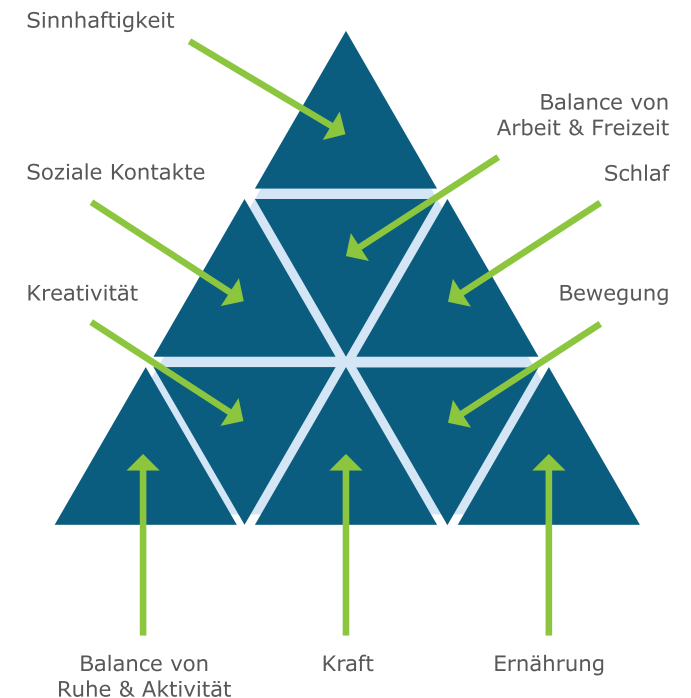 Sinnhaftigkeit
Balance von
Arbeit & Freizeit
Soziale Kontakte
Schlaf
Kreativität
Bewegung
Balance von
Ruhe & Aktivität
Kraft
Ernährung